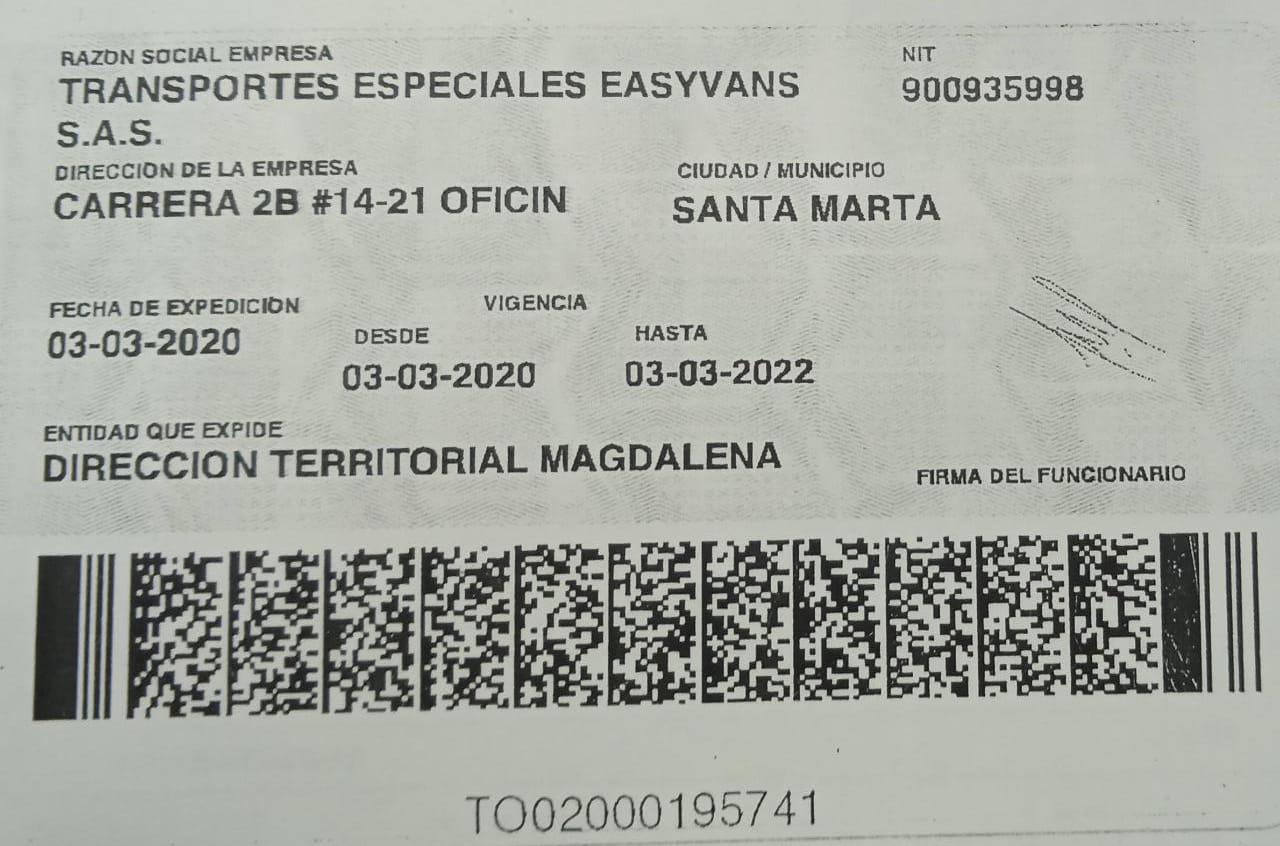 RAZON SOCIAL EMPRESA
NIT
TRANSPORTES ESPECIALES EASYVANS
900935998
S.A.S.
DIRECCION DE LA EMPRESA
CIUDAD / MUNICIPIO
CARRERA 2B #14-21 OFICIN
SANTA MARTA
FECHA DE EXPEDICION
VIGENCIA
03-03-2020
DESDE
HASTA
03-03-2020
03-03-2022
ENTIDAD QUE EXPIDE
DIRECCION TERRITORIAL MAGDALENA
FIRMA DEL FUNCIONARIO
TO02000195741